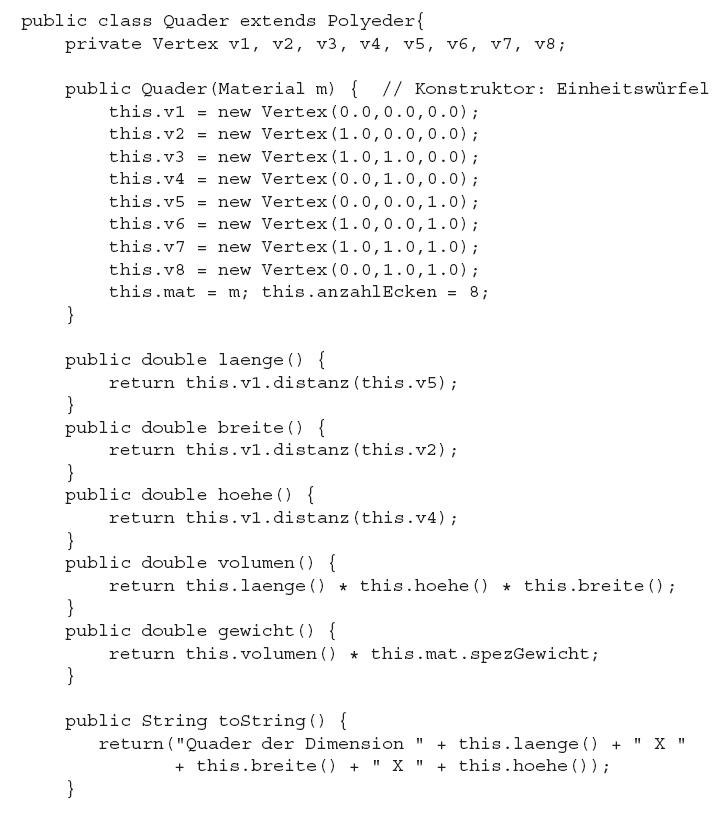 public class Quader extends Polyeder{
    private Vertex v1, v2, v3, v4, v5, v6, v7, v8;

    public Quader(Material m) {  // Konstruktor: Einheitswürfel
        this.v1 = new Vertex(0.0,0.0,0.0);
        this.v2 = new Vertex(1.0,0.0,0.0);
        this.v3 = new Vertex(1.0,1.0,0.0);
        this.v4 = new Vertex(0.0,1.0,0.0);
        this.v5 = new Vertex(0.0,0.0,1.0);
        this.v6 = new Vertex(1.0,0.0,1.0);
        this.v7 = new Vertex(1.0,1.0,1.0);
        this.v8 = new Vertex(0.0,1.0,1.0);
        this.mat = m; this.anzahlEcken = 8;
    }

    public double laenge() {
        return this.v1.distanz(this.v5);
    }
    public double breite() {
        return this.v1.distanz(this.v2);
    }
    public double hoehe() {
        return this.v1.distanz(this.v4);
    }
    public double volumen() {
        return this.laenge() * this.hoehe() * this.breite();
    }
    public double gewicht() {
        return this.volumen() * this.mat.spezGewicht;
    }

    public String toString() {
       return("Quader der Dimension " + this.laenge() + " X "
              + this.breite() + " X " + this.hoehe());
    }